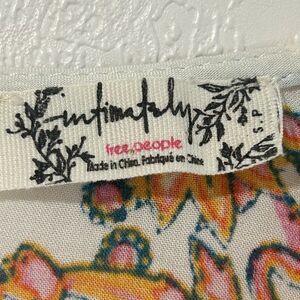 intimately
free people
Made in China. Fabriqué en Chine
S.P